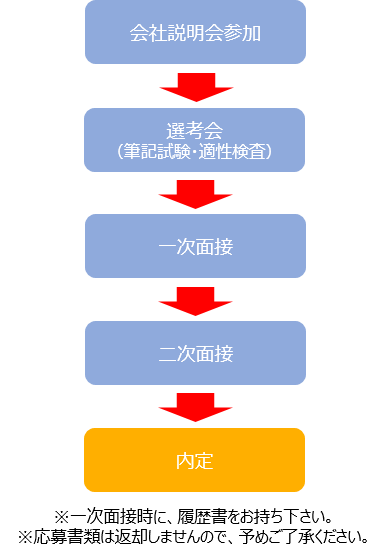 会社説明会参加
選考会
（筆記試験・適性検査）
一次面接
二次面接
内定
※一次面接時に、履歴書をお持ち下さい。
※応募書類は返却しませんので、予めご了承ください。